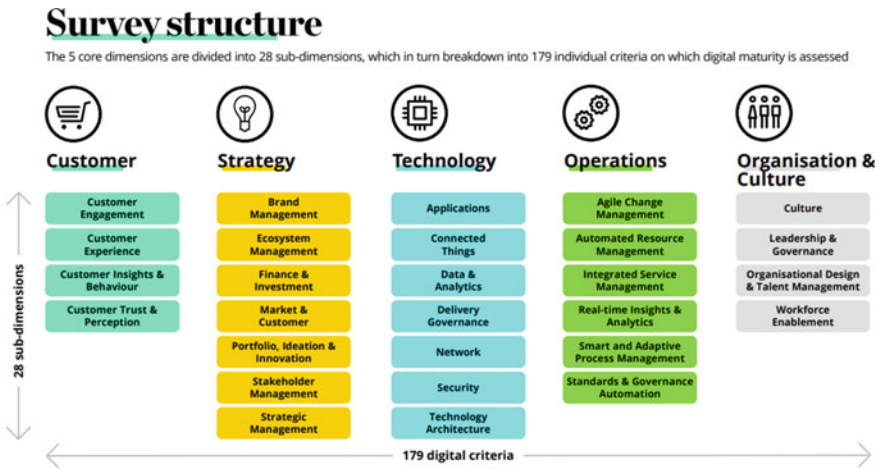 Survey structure
The 5 core dimensions are divided into 28 sub-dimensions, which in turn breakdown into 179 individual criteria on which digital maturity is assessed
Customer
Customer
Engagement
Customer
Experience
Customer Insights &
Behaviour
Customer Trust &
Perception
Strategy
Brand
Management
Ecosystem
Management
Finance &
Investment
Market &
Customer
Portfolio, Ideation &
Innovation
Stakeholder
Management
Strategic
Management
Technology
Applications
Connected
Things
Data &
Analytics
Delivery
Governance
Network
Security
Technology
Architecture
Operations
Agile Change
Management
Automated Resource
Management
Integrated Service
Management
Real-time Insights &
Analytics
Smart and Adaptive
Process Management
Standards & Governance
Automation
Organisation &
Culture
Culture
Leadership &
Governance
Organisational Design
& Talent Management
Workforce
Enablement
28 sub-dimensions
179 digital criteria